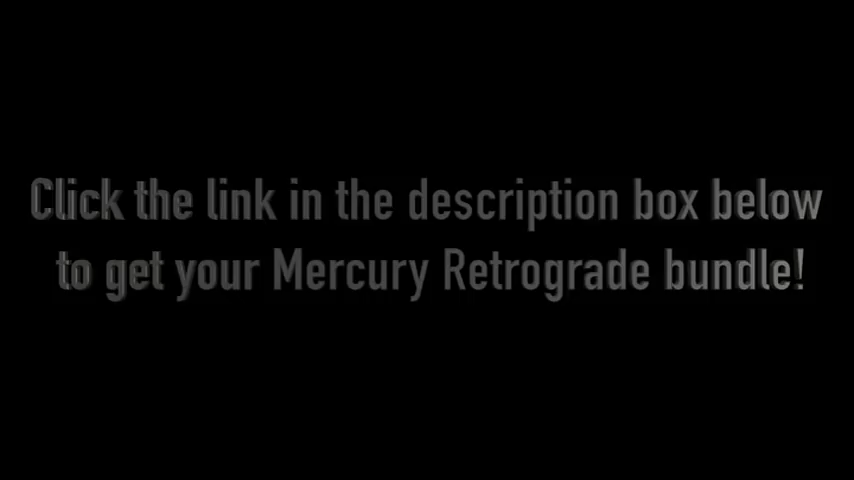 Click the link in the description box below
to get your Mercury Retrograde bundle!